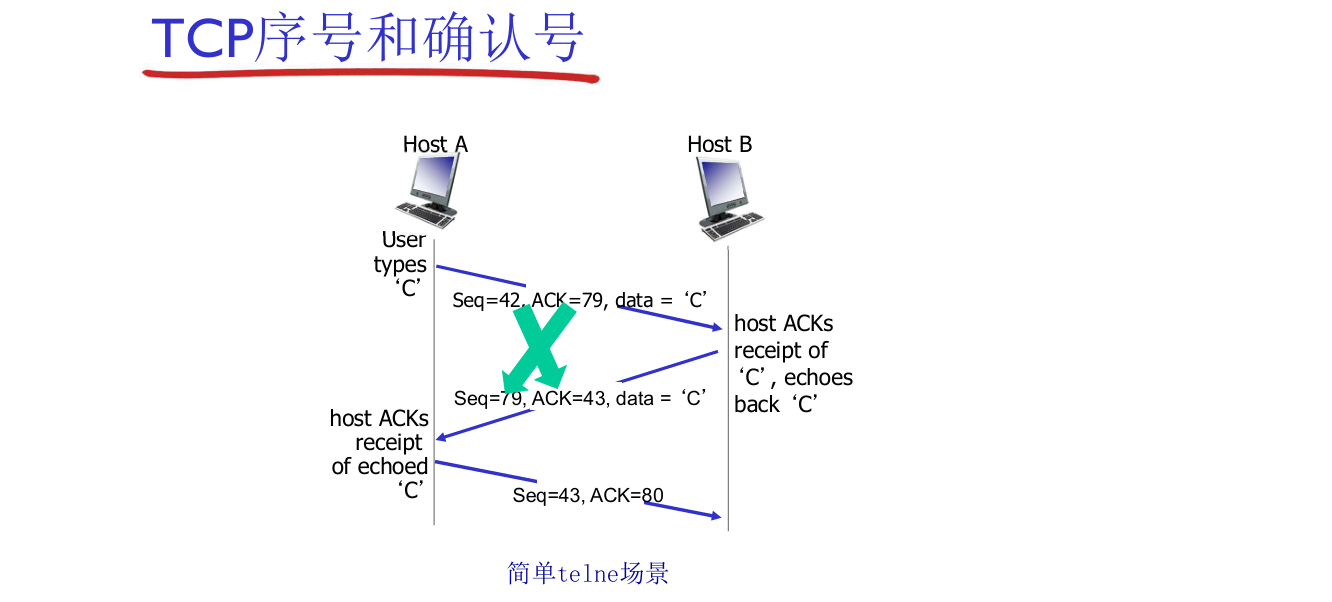 TCP序号和确认号
Host A
Host B
User
types
‘C’
Seq=42, ACK=79, data = ‘C’
host ACKs
receipt of
‘C’, echoes
back ‘C’
Seq=79, ACK=43, data = ‘C’
host ACKs
receipt
of echoed
‘C’
Seq=43, ACK=80
简单telne场景